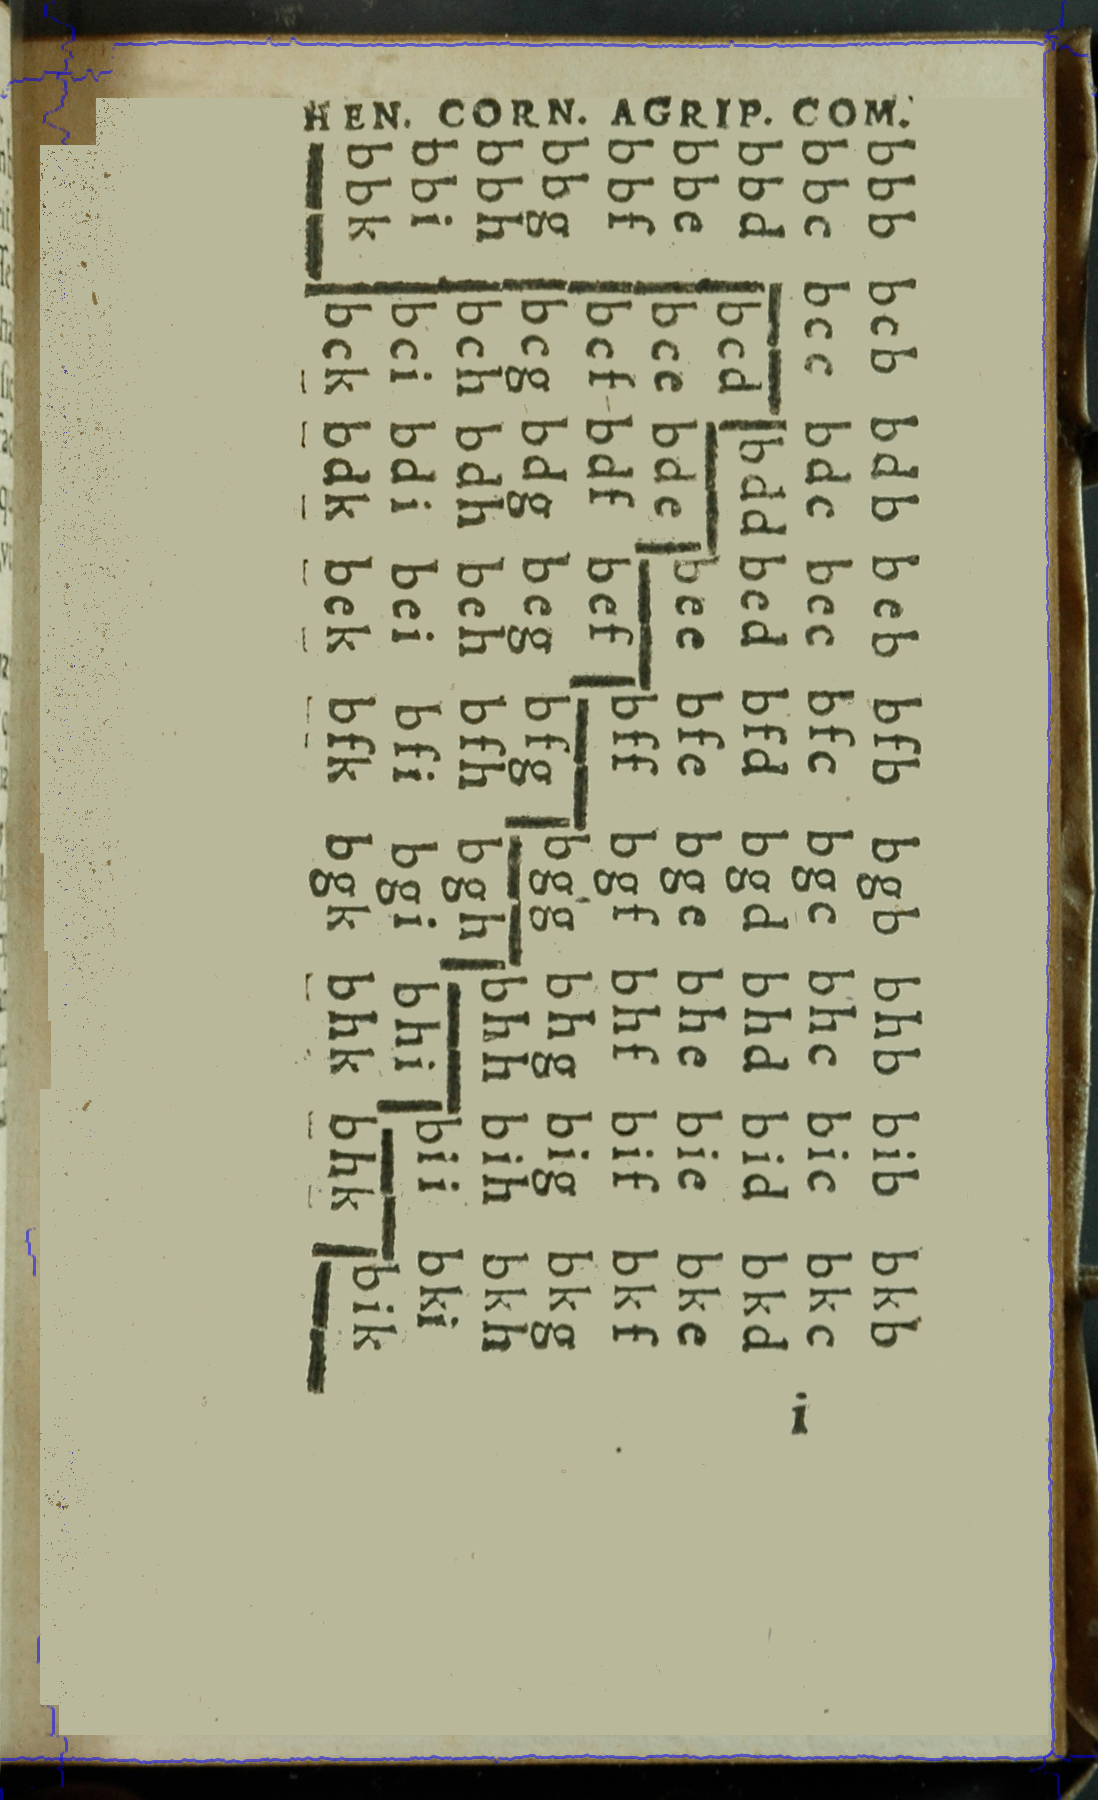 HEN. CORN. AGRIP. COM.
bbb bcb bdb beb bfb bgb bhb bib bkb
bbc bcc bdc bec bfc bgc bhc bic bkc
bbd bcd bdd bed bfd bgd bhd bid bkd
bbe bce bde bee bfe bge bhe bie bke
bbf bcf bdf bef bff bgf bhf bif bkf
bbg bcg bdg beg bfg bgg bhg big bkg
bbh bch bdh beh bfh bgh bhh bih bkh
bbi bci bdi bei bfi bgi bhi bii bki
bbk bck bdk bek bfk bgk bhk bhk bik
i